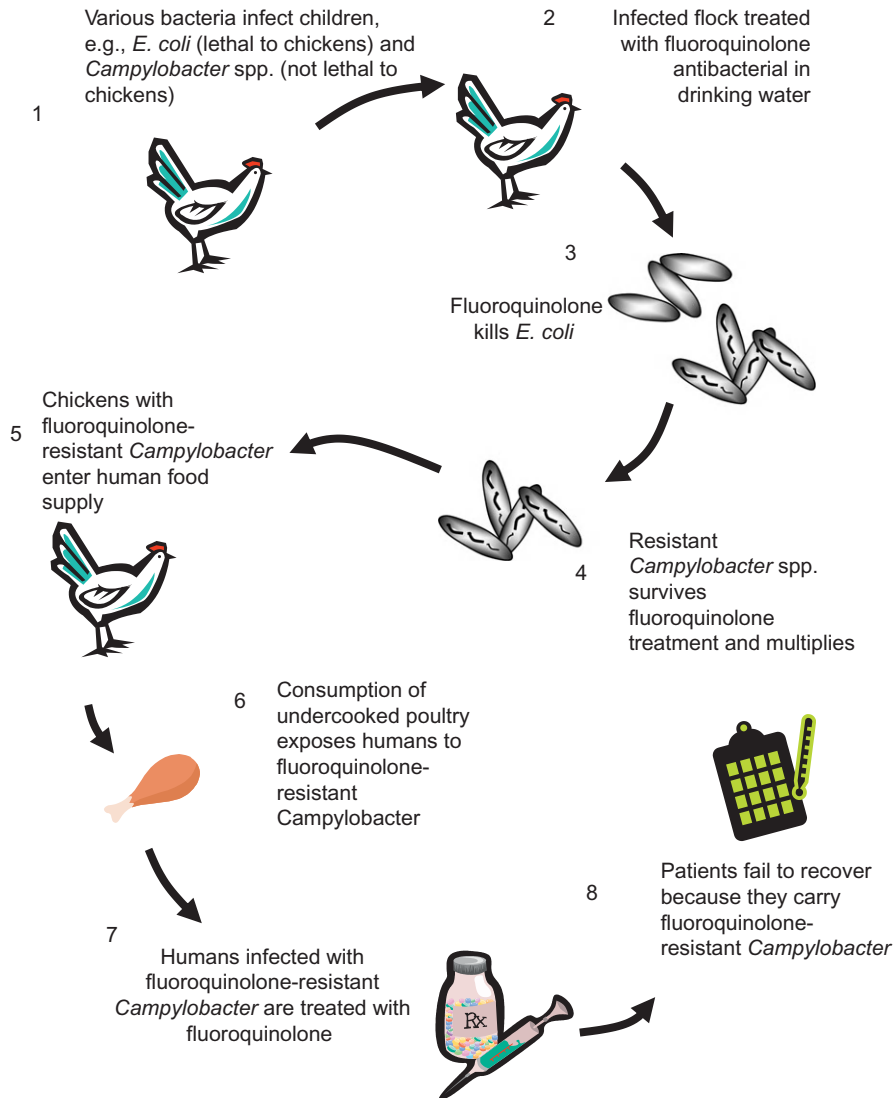 1
Various bacteria infect children,
e.g., E. coli (lethal to chickens) and
Campylobacter spp. (not lethal to
chickens)
2
Infected flock treated
with fluoroquinolone
antibacterial in
drinking water
3
Fluoroquinolone
kills E. coli
4
Resistant
Campylobacter spp.
survives
fluoroquinolone
treatment and multiplies
5
Chickens with
fluoroquinolone-
resistant Campylobacter
enter human food
supply
6
Consumption of
undercooked poultry
exposes humans to
fluoroquinolone-
resistant
Campylobacter
7
Humans infected with
fluoroquinolone-resistant
Campylobacter are treated with
fluoroquinolone
Rx
8
Patients fail to recover
because they carry
fluoroquinolone-
resistant Campylobacter